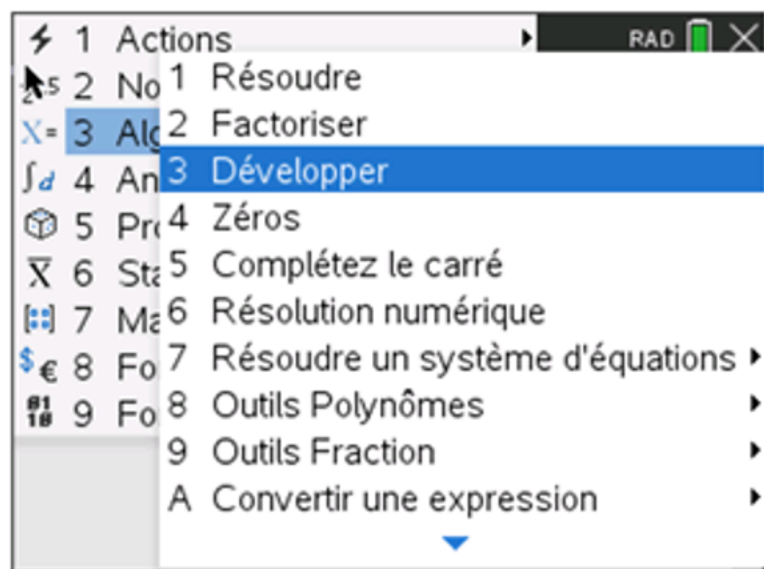 1 Actions
RAD
2 No
3 Alg
4 An
5 Pro
6 Sta
7 Ma
8 Fo
9 Fo
1 Résoudre
2 Factoriser
3 Développer
4 Zéros
5 Complétez le carré
6 Résolution numérique
7 Résoudre un système d'équations
8 Outils Polynômes
9 Outils Fraction
A Convertir une expression